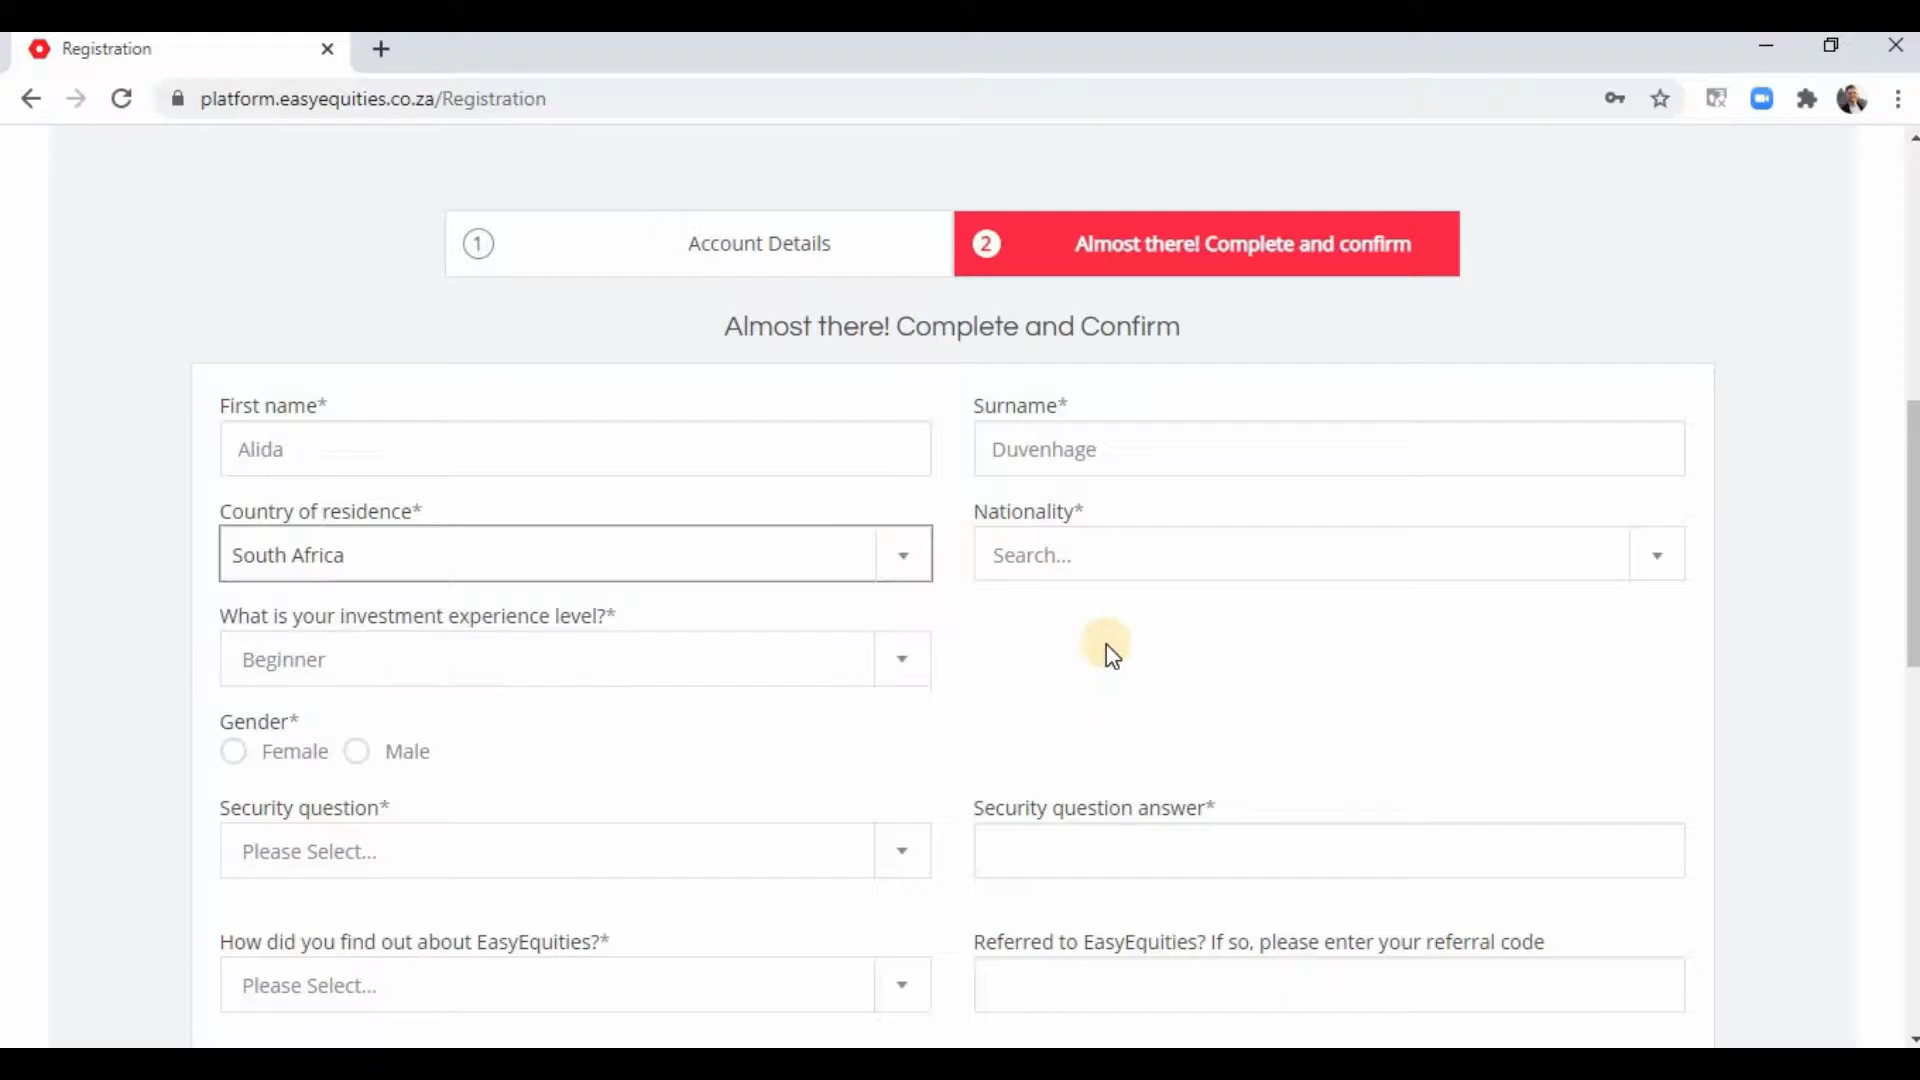 Registration
platform.easyequities.co.za/Registration
1 Account Details
2 Almost there! Complete and confirm
Almost there! Complete and Confirm
First name*
Surname*
Alida
Duvenhage
Country of residence*
Nationality*
South Africa
Search...
What is your investment experience level?*
Beginner
Gender*
Female
Male
Security question*
Security question answer*
Please Select...
How did you find out about EasyEquities?*
Referred to EasyEquities? If so, please enter your referral code
Please Select...